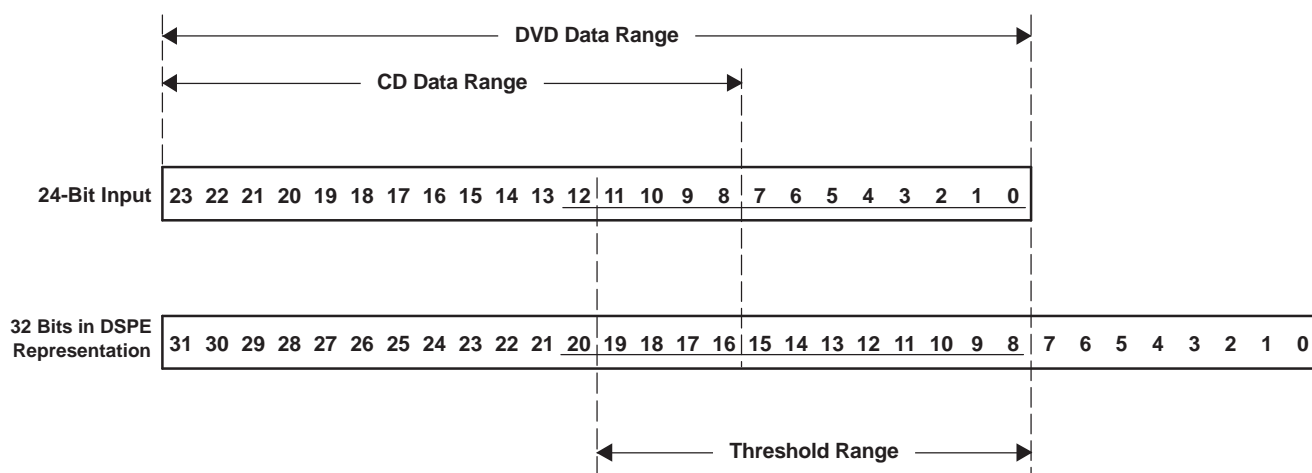 DVD Data Range
CD Data Range
24-Bit Input 23 22 21 20 19 18 17 16 15 14 13 12 11 10 9 8 7 6 5 4 3 2 1 0
32 Bits in DSPE
Representation 31 30 29 28 27 26 25 24 23 22 21 20 19 18 17 16 15 14 13 12 11 10 9 8 7 6 5 4 3 2 1 0
Threshold Range